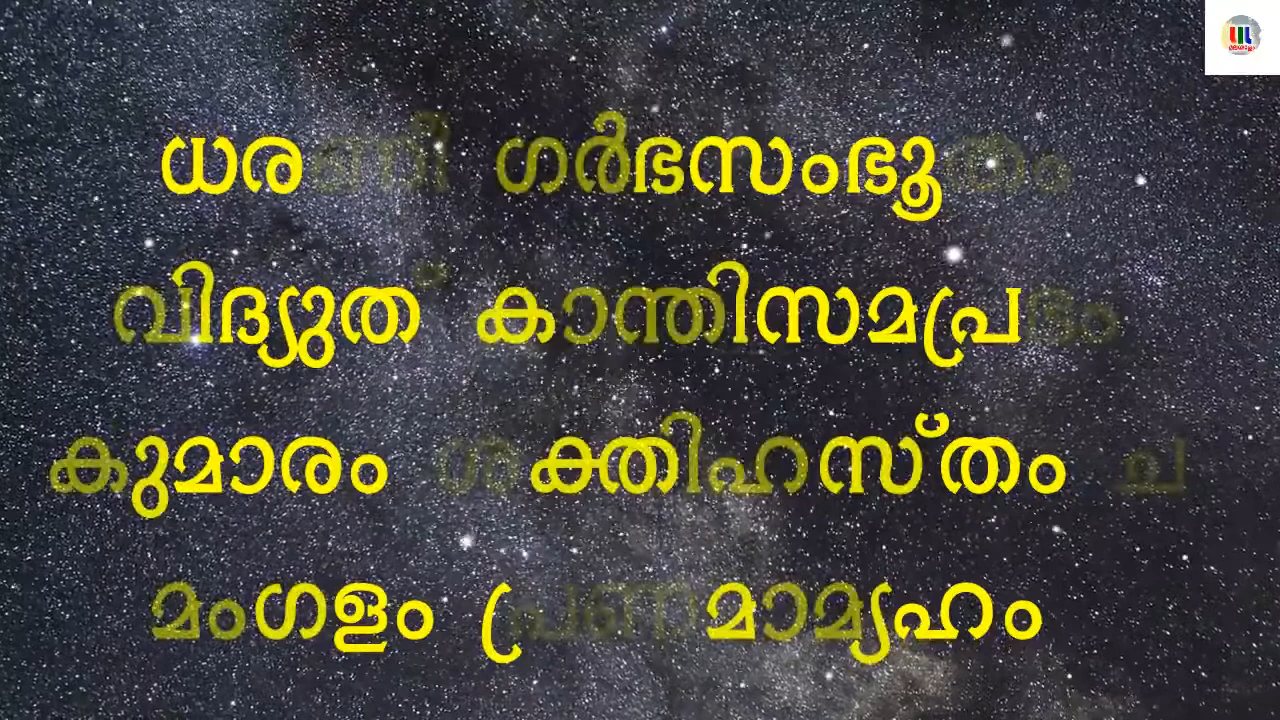 ധരണി ഗർഭസംഭൂതം
വിദ്യുത് കാന്തിസമപ്രഭം
കുമാരം ശക്തിഹസ്തം ച
മംഗളം പ്രണമാമ്യഹം